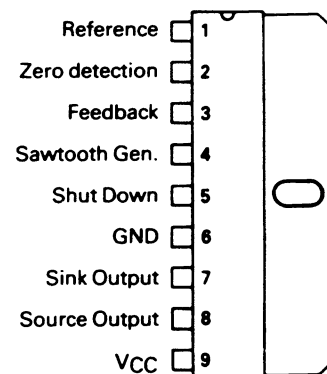 Reference 1
Zero detection 2
Feedback 3
Sawtooth Gen. 4
Shut Down 5
GND 6
Sink Output 7
Source Output 8
VCC 9